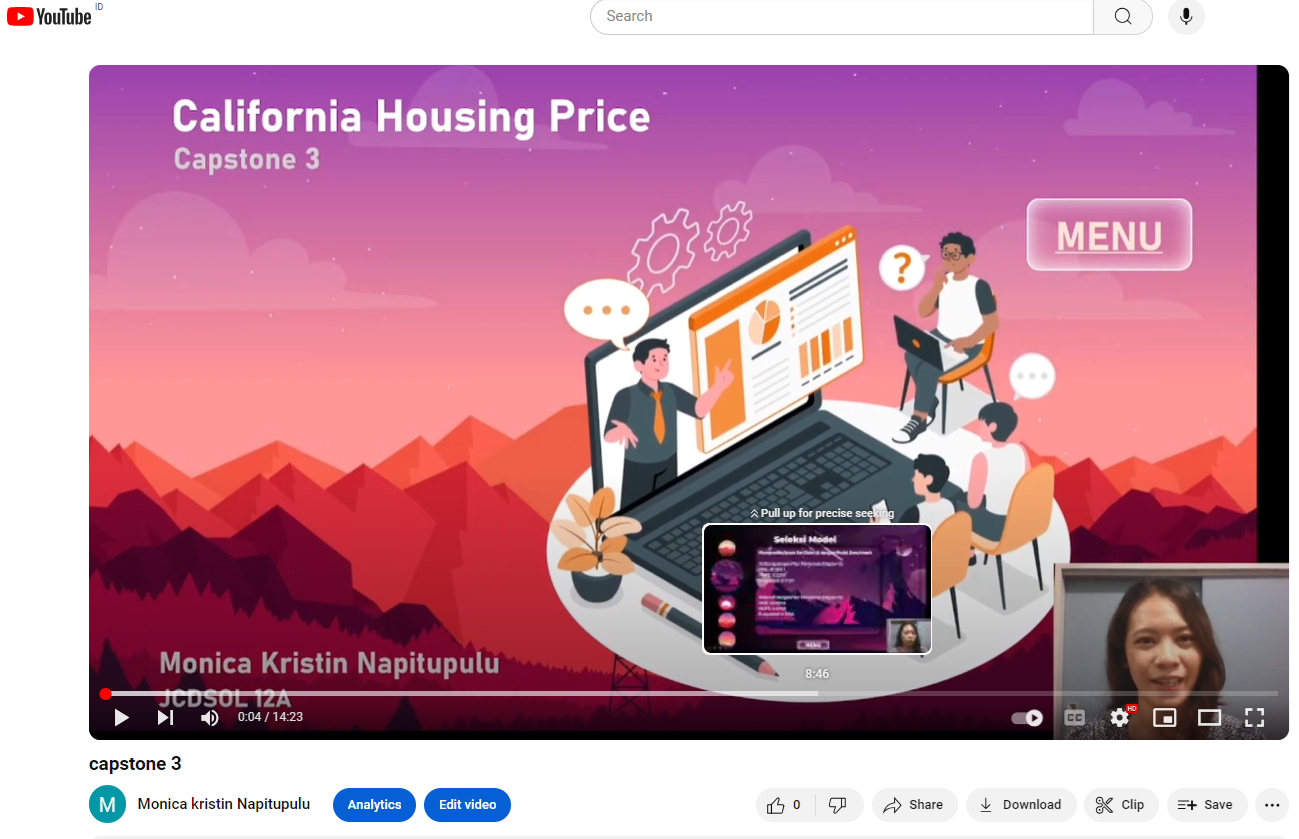 YouTube ID
Search
California Housing Price
Capstone 3
MENU
?
Pull up for precise seeking
Seleksi Model
MENU
8:46
Monica Kristin Napitupulu
JCDSOL 12A
0:04 / 14:23
CC
HD
capstone 3
M
Monica kristin Napitupulu
Analytics
Edit video
0
Share
Download
Clip
Save